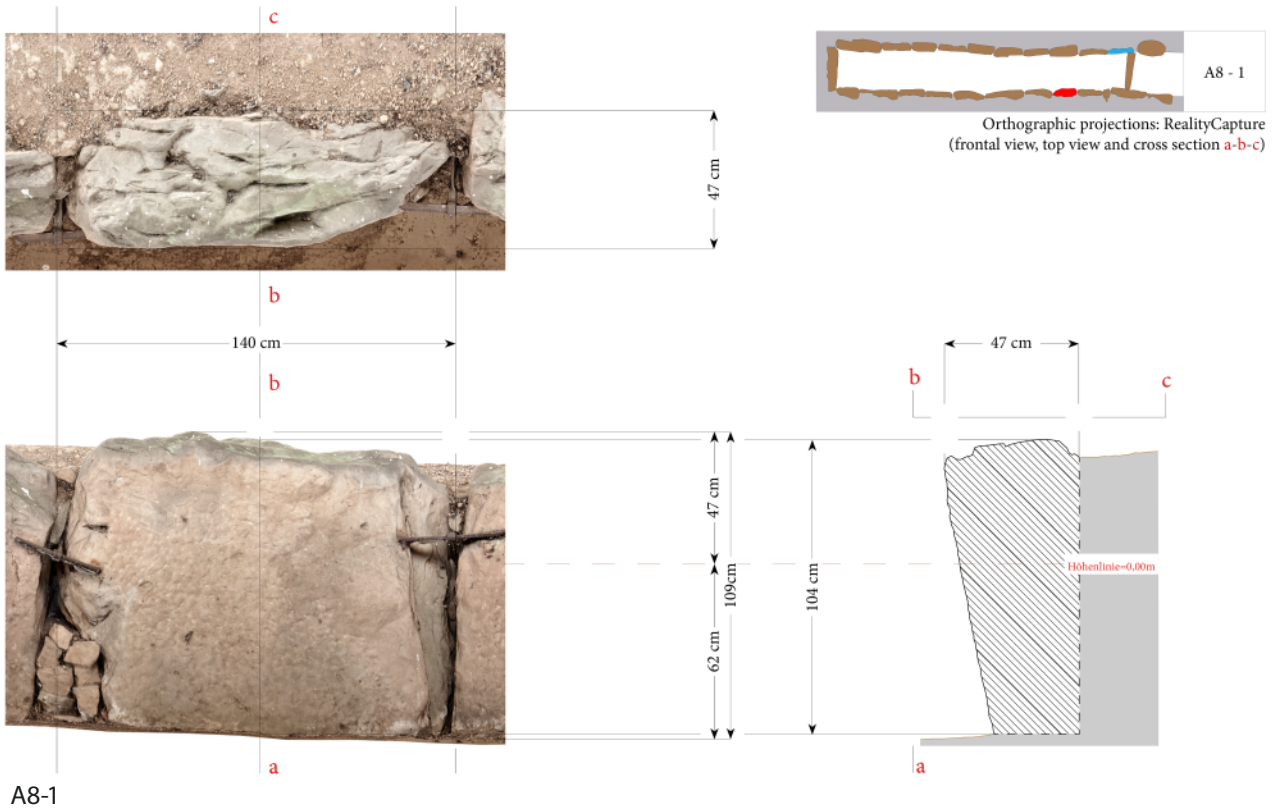 c
A8 - 1
Orthographic projections: RealityCapture
(frontal view, top view and cross section a-b-c)
47 cm
b
140 cm
47 cm
b
b
c
47 cm
109cm
104 cm
62 cm
Höhenlinie=0,00m
a
a
A8-1